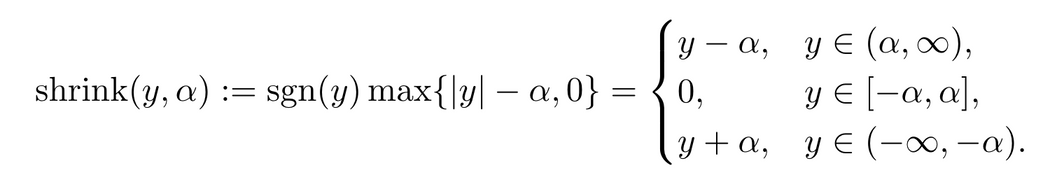 shrink(y, α) := sgn(y) max{|y| − α, 0} = { y − α, y ∈ (α, ∞),
0, y ∈ [−α, α],
y + α, y ∈ (−∞, −α).